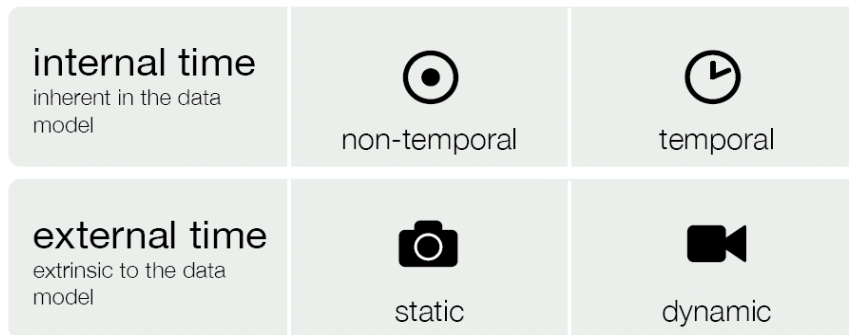 internal time
inherent in the data
model
non-temporal
temporal
external time
extrinsic to the data
model
static
dynamic